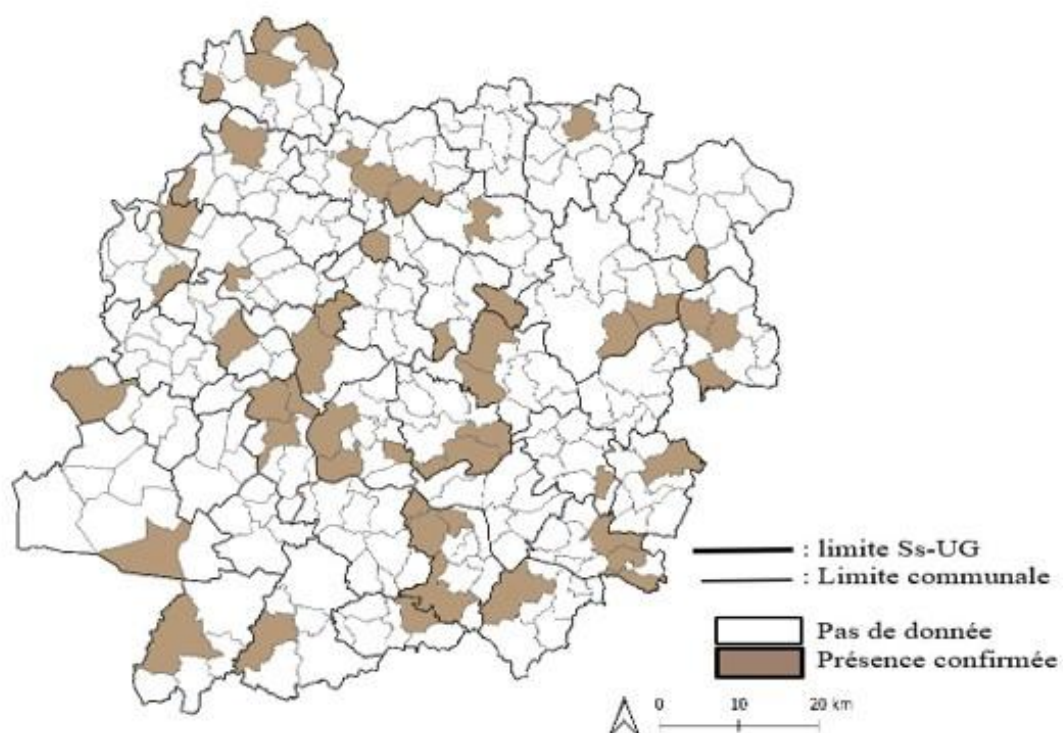 : limite Ss-UG
: Limite communale
Pas de donnée
Présence confirmée
0 10 20 km